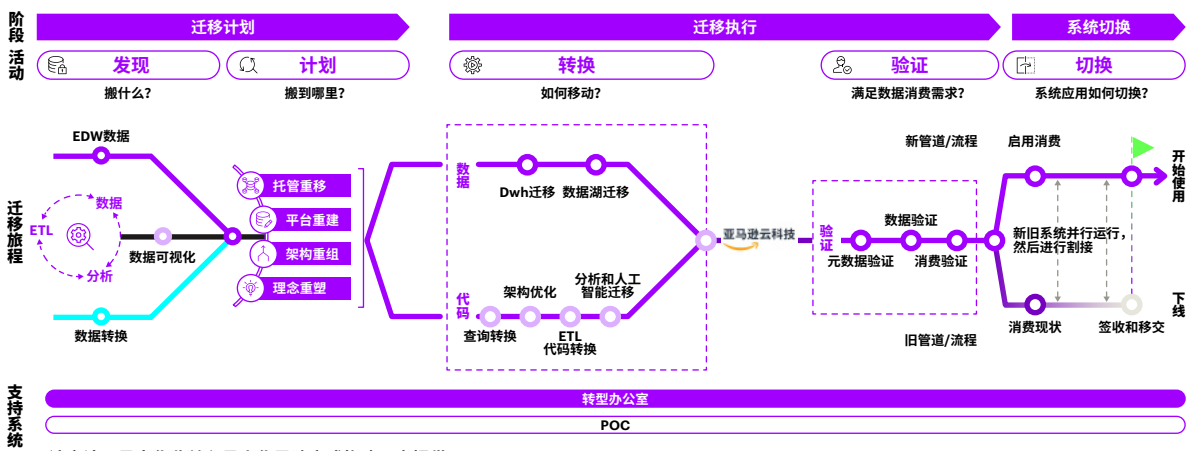 阶段
迁移计划
迁移执行
系统切换
活动
发现
计划
转换
验证
切换
搬什么?
搬到哪里?
如何移动?
满足数据消费需求?
系统应用如何切换?
迁移旅程
EDW数据
数据
ETL
分析
数据可视化
数据转换
托管重移
平台重建
架构重组
理念重塑
数据
Dwh迁移
数据湖迁移
代码
查询转换
架构优化
ETL
代码转换
分析和人工
智能迁移
亚马逊云科技
验证
元数据验证
数据验证
消费验证
新管道/流程
启用消费
开始使用
新旧系统并行运行，
然后进行割接
旧管道/流程
消费现状
签收和移交
下线
支持系统
转型办公室
POC